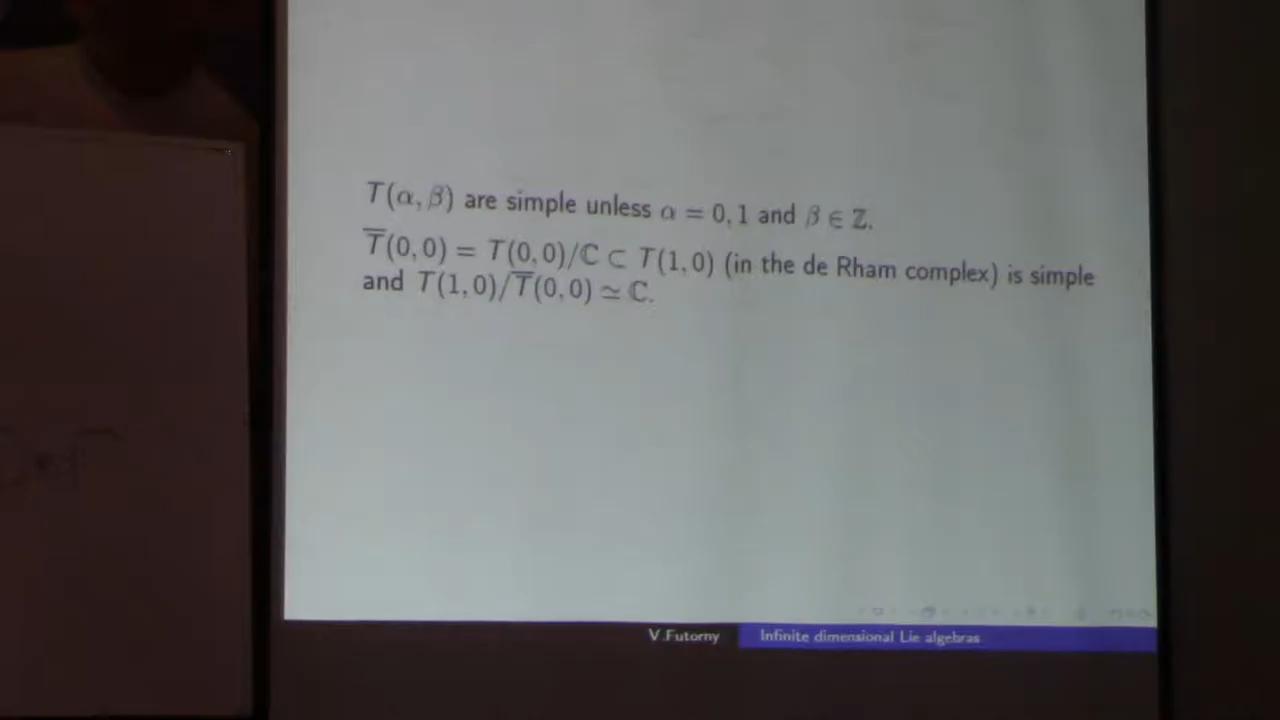 T(α, β) are simple unless α = 0, 1 and β ∈ ℤ.
T̅(0, 0) = T(0, 0)/ℂ ⊂ T(1, 0) (in the de Rham complex) is simple
and T(1, 0)/T̅(0, 0) ≃ ℂ.
V.Futorny Infinite dimensional Lie algebras